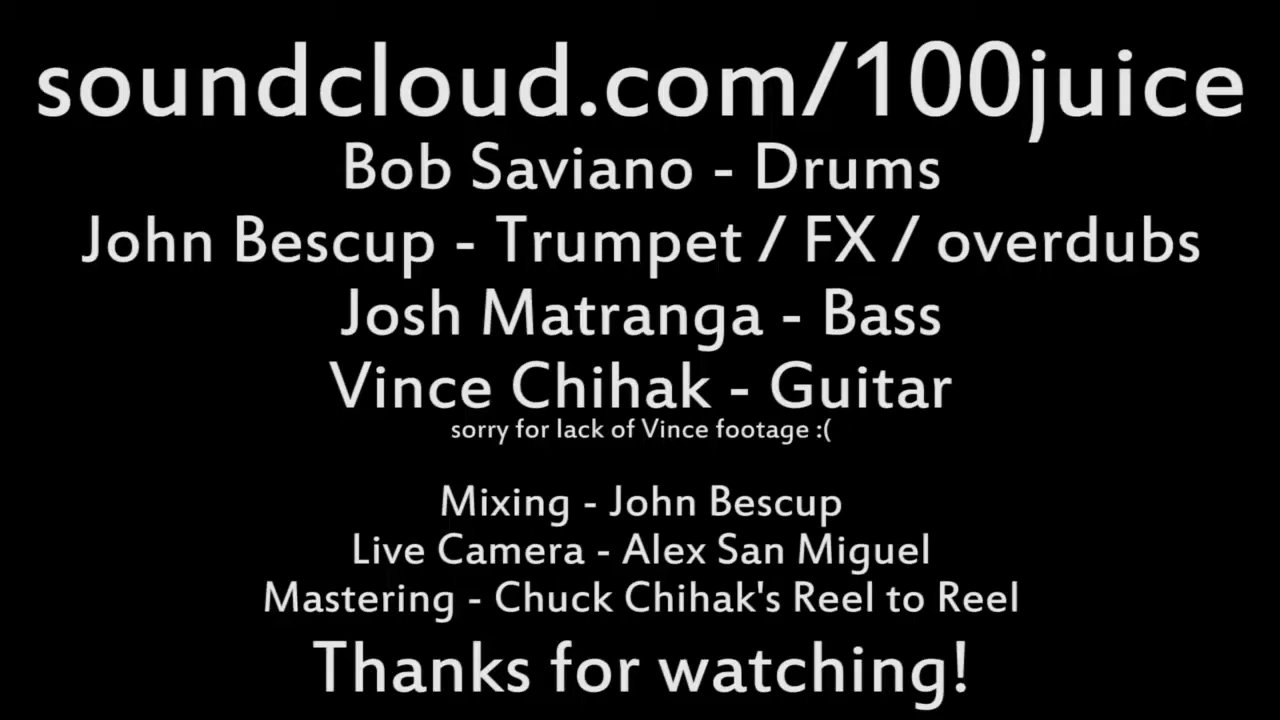 soundcloud.com/100juice
Bob Saviano - Drums
John Bescup - Trumpet / FX / overdubs
Josh Matranga - Bass
Vince Chihak - Guitar
sorry for lack of Vince footage :(
Mixing - John Bescup
Live Camera - Alex San Miguel
Mastering - Chuck Chihak's Reel to Reel
Thanks for watching!